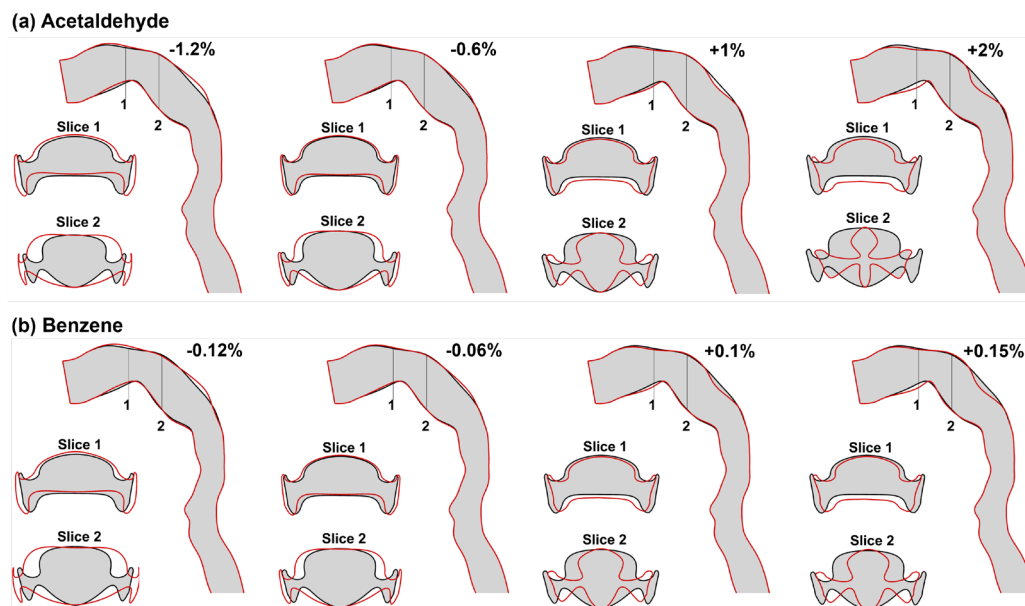 (a) Acetaldehyde
-1.2% -0.6% +1% +2%
1 1 1 1
2 2 2 2
Slice 1 Slice 1 Slice 1 Slice 1
Slice 2 Slice 2 Slice 2 Slice 2
(b) Benzene
-0.12% -0.06% +0.1% +0.15%
1 1 1 1
2 2 2 2
Slice 1 Slice 1 Slice 1 Slice 1
Slice 2 Slice 2 Slice 2 Slice 2